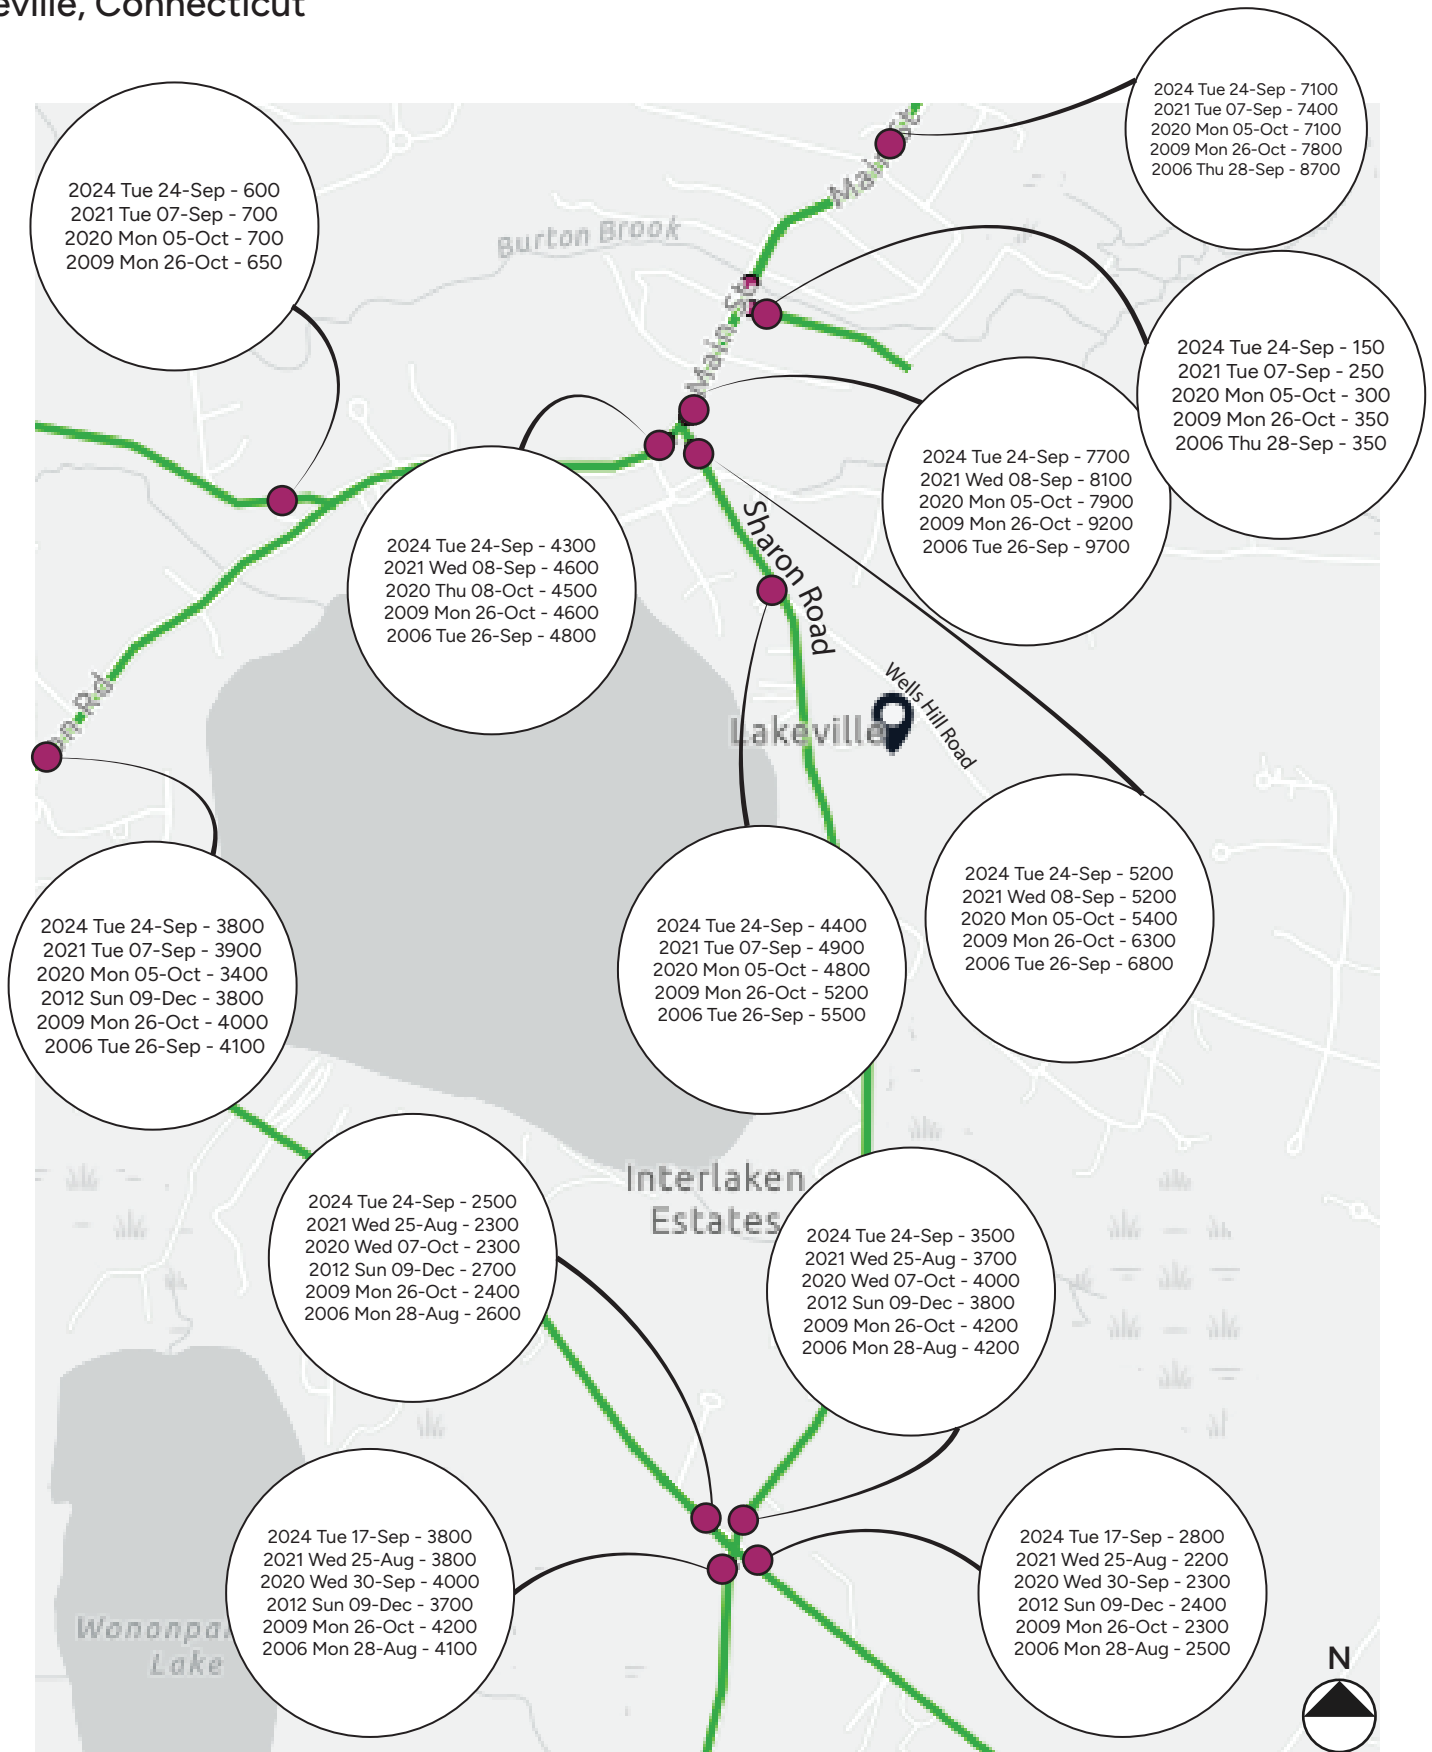 Connecticut
2024 Tue 24-Sep - 7100
2021 Tue 07-Sep - 7400
2020 Mon 05-Oct - 7100
2009 Mon 26-Oct - 7800
2006 Thu 28-Sep - 8700
2024 Tue 24-Sep - 600
2021 Tue 07-Sep - 700
2020 Mon 05-Oct - 700
2009 Mon 26-Oct - 650
Main St
Burton Brook
Main St
2024 Tue 24-Sep - 150
2021 Tue 07-Sep - 250
2020 Mon 05-Oct - 300
2009 Mon 26-Oct - 350
2006 Thu 28-Sep - 350
2024 Tue 24-Sep - 7700
2021 Wed 08-Sep - 8100
2020 Mon 05-Oct - 7900
2009 Mon 26-Oct - 9200
2006 Tue 26-Sep - 9700
2024 Tue 24-Sep - 4300
2021 Wed 08-Sep - 4600
2020 Thu 08-Oct - 4500
2009 Mon 26-Oct - 4600
2006 Tue 26-Sep - 4800
Sharon Road
Wells Hill Road
Lakeville
Rd
2024 Tue 24-Sep - 5200
2021 Wed 08-Sep - 5200
2020 Mon 05-Oct - 5400
2009 Mon 26-Oct - 6300
2006 Tue 26-Sep - 6800
2024 Tue 24-Sep - 3800
2021 Tue 07-Sep - 3900
2020 Mon 05-Oct - 3400
2012 Sun 09-Dec - 3800
2009 Mon 26-Oct - 4000
2006 Tue 26-Sep - 4100
2024 Tue 24-Sep - 4400
2021 Tue 07-Sep - 4900
2020 Mon 05-Oct - 4800
2009 Mon 26-Oct - 5200
2006 Tue 26-Sep - 5500
Interlaken
Estates
2024 Tue 24-Sep - 2500
2021 Wed 25-Aug - 2300
2020 Wed 07-Oct - 2300
2012 Sun 09-Dec - 2700
2009 Mon 26-Oct - 2400
2006 Mon 28-Aug - 2600
2024 Tue 24-Sep - 3500
2021 Wed 25-Aug - 3700
2020 Wed 07-Oct - 4000
2012 Sun 09-Dec - 3800
2009 Mon 26-Oct - 4200
2006 Mon 28-Aug - 4200
2024 Tue 17-Sep - 3800
2021 Wed 25-Aug - 3800
2020 Wed 30-Sep - 4000
2012 Sun 09-Dec - 3700
2009 Mon 26-Oct - 4200
2006 Mon 28-Aug - 4100
2024 Tue 17-Sep - 2800
2021 Wed 25-Aug - 2200
2020 Wed 30-Sep - 2300
2012 Sun 09-Dec - 2400
2009 Mon 26-Oct - 2300
2006 Mon 28-Aug - 2500
Lake
N